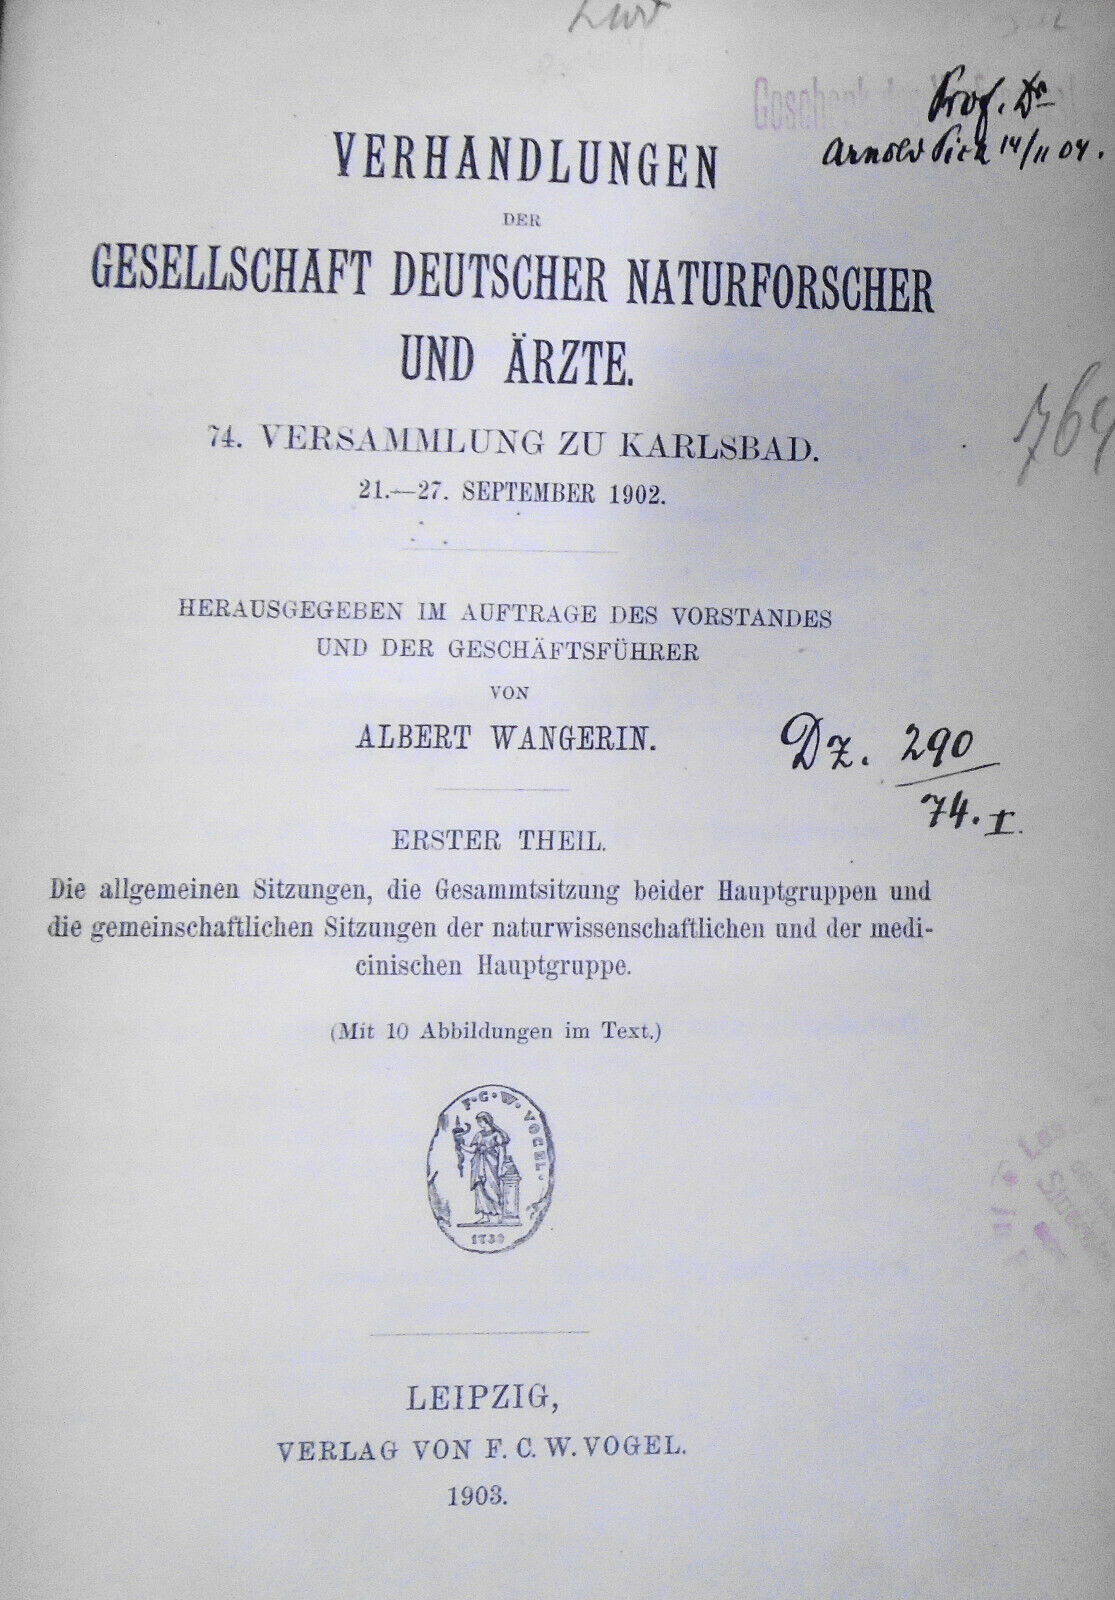 Prof. Dr
Arnold Pick 14/11 04.
VERHANDLUNGEN
DER
GESELLSCHAFT DEUTSCHER NATURFORSCHER
UND ÄRZTE.
74. VERSAMMLUNG ZU KARLSBAD.
21.—27. SEPTEMBER 1902.
769
HERAUSGEGEBEN IM AUFTRAGE DES VORSTANDES
UND DER GESCHÄFTSFÜHRER
VON
ALBERT WANGERIN.
Dz. 290
74. I.
ERSTER THEIL.
Die allgemeinen Sitzungen, die Gesammtsitzung beider Hauptgruppen und
die gemeinschaftlichen Sitzungen der naturwissenschaftlichen und der medi-
cinischen Hauptgruppe.
(Mit 10 Abbildungen im Text.)
F. C. W. VOGEL.
1730
LEIPZIG,
VERLAG VON F. C. W. VOGEL.
1903.